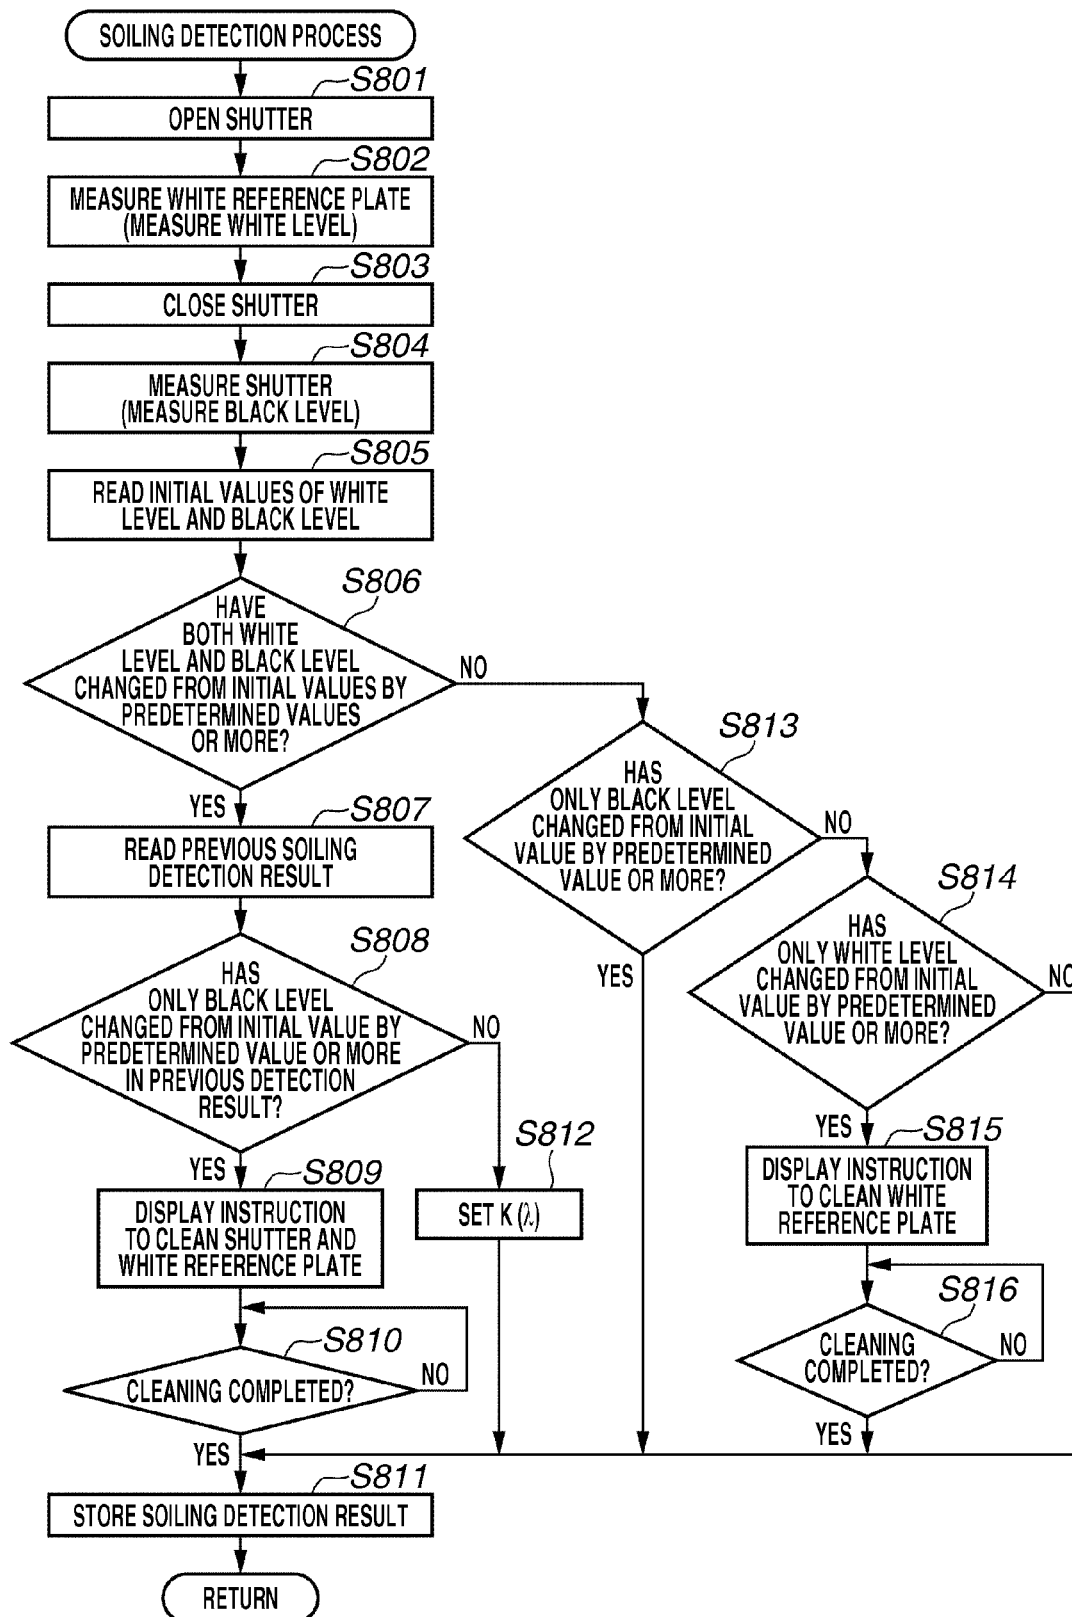 SOILING DETECTION PROCESS
S801
OPEN SHUTTER
S802
MEASURE WHITE REFERENCE PLATE
(MEASURE WHITE LEVEL)
S803
CLOSE SHUTTER
S804
MEASURE SHUTTER
(MEASURE BLACK LEVEL)
S805
READ INITIAL VALUES OF WHITE
LEVEL AND BLACK LEVEL
S806
HAVE
BOTH WHITE
LEVEL AND BLACK LEVEL
CHANGED FROM INITIAL VALUES BY
PREDETERMINED VALUES
OR MORE?
NO
YES
S807
READ PREVIOUS SOILING
DETECTION RESULT
S808
HAS
ONLY BLACK LEVEL
CHANGED FROM INITIAL VALUE BY
PREDETERMINED VALUE OR MORE
IN PREVIOUS DETECTION
RESULT?
NO
YES
S809
DISPLAY INSTRUCTION
TO CLEAN SHUTTER AND
WHITE REFERENCE PLATE
S810
CLEANING COMPLETED?
NO
YES
S811
STORE SOILING DETECTION RESULT
RETURN
S812
SET K (λ)
S813
HAS
ONLY BLACK LEVEL
CHANGED FROM INITIAL
VALUE BY PREDETERMINED
VALUE OR MORE?
NO
YES
S814
HAS
ONLY WHITE LEVEL
CHANGED FROM INITIAL
VALUE BY PREDETERMINED
VALUE OR MORE?
NO
YES
S815
DISPLAY INSTRUCTION
TO CLEAN WHITE
REFERENCE PLATE
S816
CLEANING
COMPLETED?
NO
YES